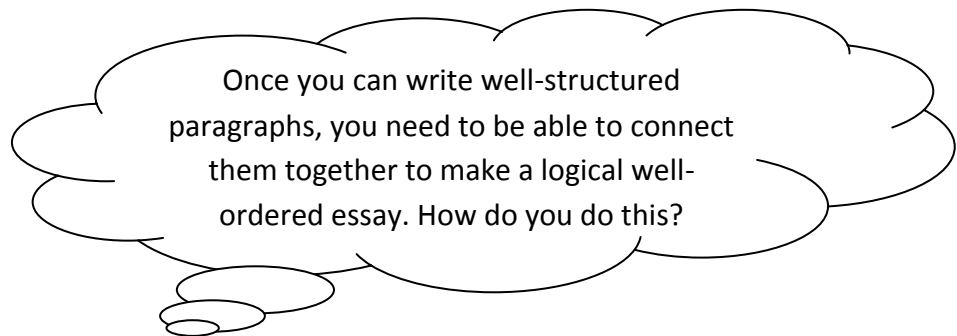 Once you can write well-structured
paragraphs, you need to be able to connect
them together to make a logical well-
ordered essay. How do you do this?